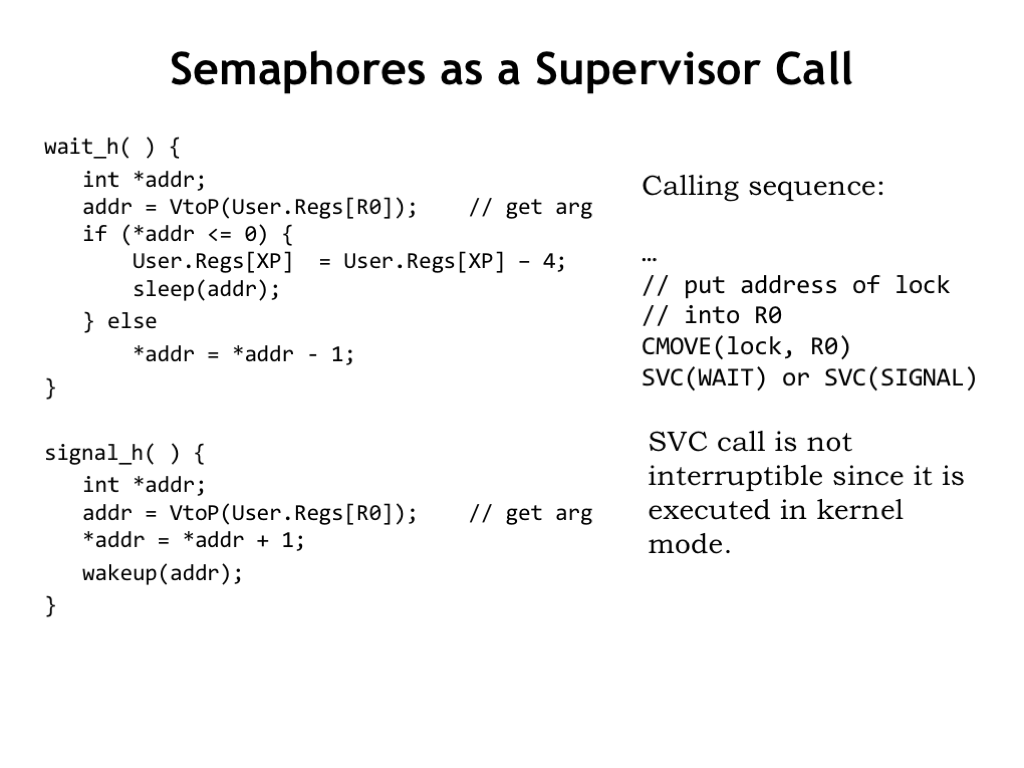 Semaphores as a Supervisor Call
wait_h( ) {
int *addr;
addr = VtoP(User.Regs[R0]); // get arg
if (*addr <= 0) {
User.Regs[XP] = User.Regs[XP] – 4;
sleep(addr);
} else
*addr = *addr - 1;
}
signal_h( ) {
int *addr;
addr = VtoP(User.Regs[R0]); // get arg
*addr = *addr + 1;
wakeup(addr);
}
Calling sequence:
…
// put address of lock
// into R0
CMOVE(lock, R0)
SVC(WAIT) or SVC(SIGNAL)
SVC call is not
interruptible since it is
executed in kernel
mode.